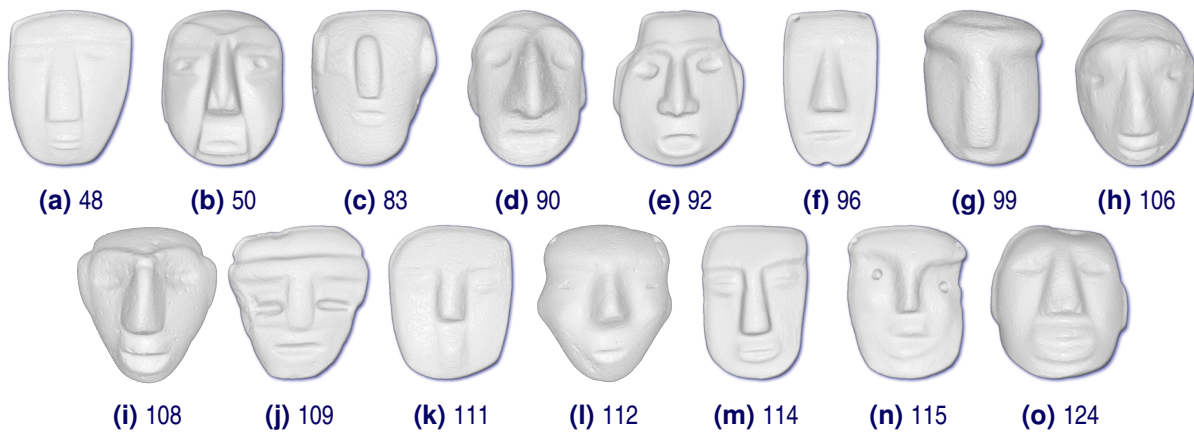 (a) 48 (b) 50 (c) 83 (d) 90 (e) 92 (f) 96 (g) 99 (h) 106
(i) 108 (j) 109 (k) 111 (l) 112 (m) 114 (n) 115 (o) 124